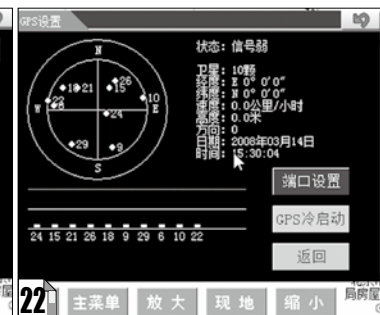 GPS设置
N
18 21 26
15
22
6
10
W E
24
29
9
S
状态: 信号弱
卫星: 10颗
经度: E 0° 0′0″
纬度: N 0° 0′0″
速度: 0.0公里/小时
高度: 0.0米
方向: 0
日期: 2008年03月14日
时间: 15:30:04
端口设置
GPS冷启动
返回
24 15 21 26 18 9 29 6 10 22
22
主菜单 放大 现地 缩小
局房屋